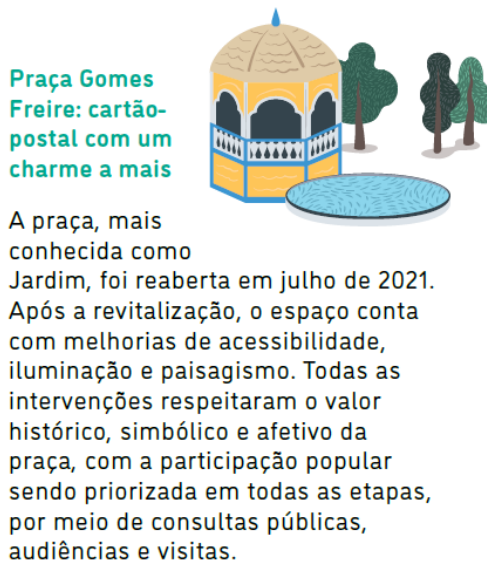 Praça Gomes
Freire: cartão-
postal com um
charme a mais
A praça, mais
conhecida como
Jardim, foi reaberta em julho de 2021.
Após a revitalização, o espaço conta
com melhorias de acessibilidade,
iluminação e paisagismo. Todas as
intervenções respeitaram o valor
histórico, simbólico e afetivo da
praça, com a participação popular
sendo priorizada em todas as etapas,
por meio de consultas públicas,
audiências e visitas.